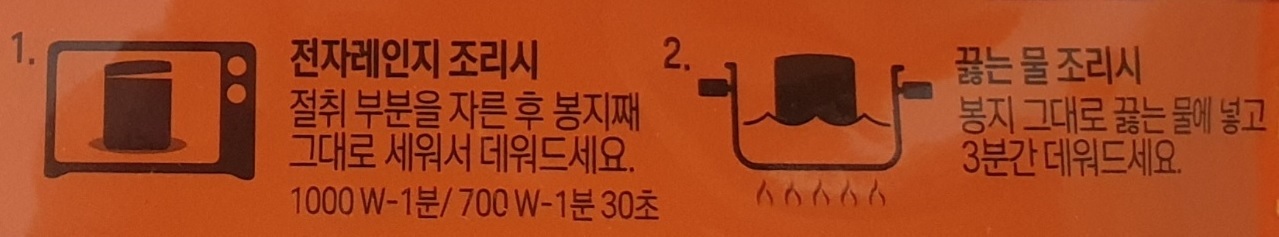 1.
전자레인지 조리시
절취 부분을 자른 후 봉지째
그대로 세워서 데워드세요.
1000 W-1분/ 700 W-1분 30초
2.
끓는 물 조리시
봉지 그대로 끓는 물에 넣고
3분간 데워드세요.